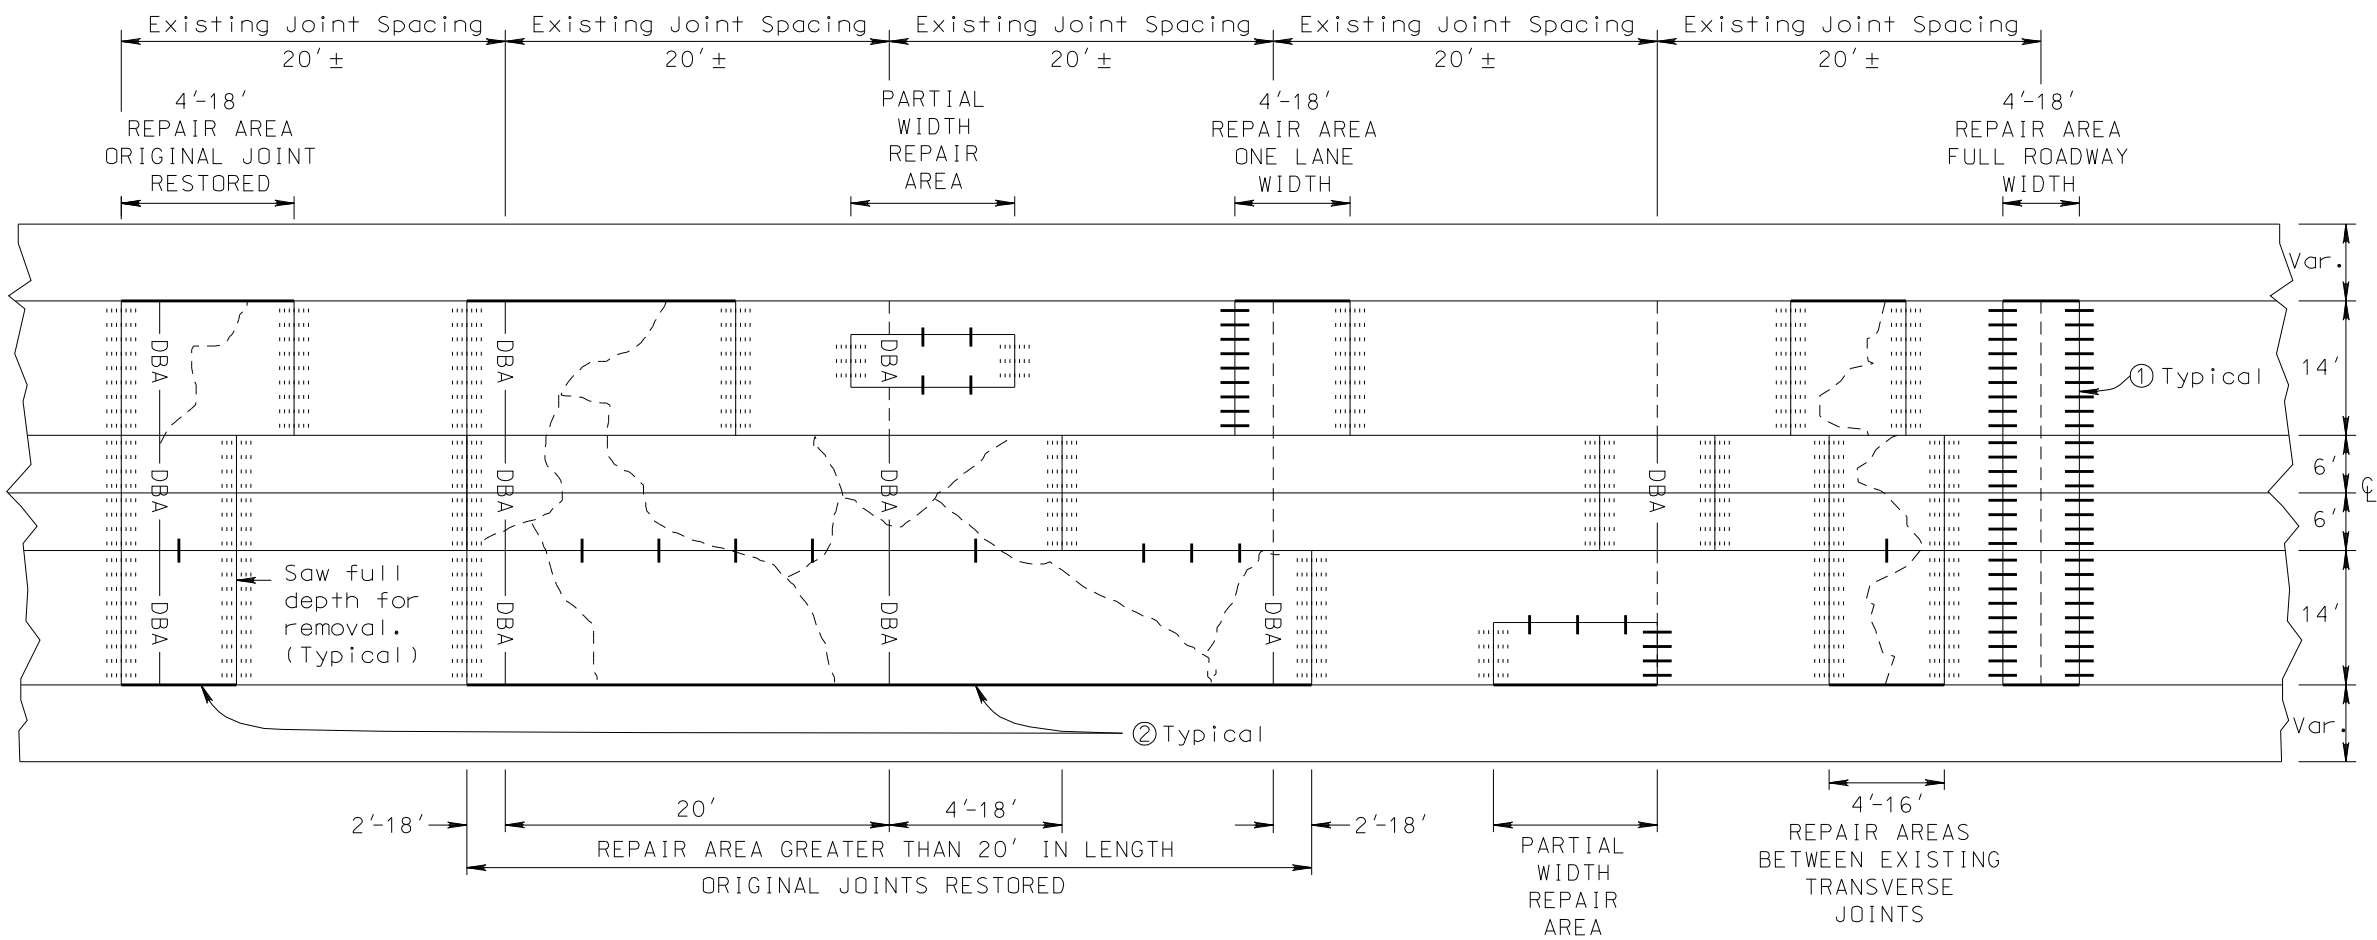 Existing Joint Spacing
20'±
Existing Joint Spacing
20'±
Existing Joint Spacing
20'±
Existing Joint Spacing
20'±
Existing Joint Spacing
20'±
4'-18'
REPAIR AREA
ORIGINAL JOINT
RESTORED
PARTIAL
WIDTH
REPAIR
AREA
4'-18'
REPAIR AREA
ONE LANE
WIDTH
4'-18'
REPAIR AREA
FULL ROADWAY
WIDTH
Var.
DBA
DBA
DBA
14'
① Typical
DBA
DBA
DBA
DBA
6'
6'
℄
Saw full
depth for
removal.
(Typical)
DBA
DBA
DBA
DBA
14'
② Typical
Var.
2'-18'
20'
4'-18'
2'-18'
REPAIR AREA GREATER THAN 20' IN LENGTH
ORIGINAL JOINTS RESTORED
PARTIAL
WIDTH
REPAIR
AREA
4'-16'
REPAIR AREAS
BETWEEN EXISTING
TRANSVERSE
JOINTS